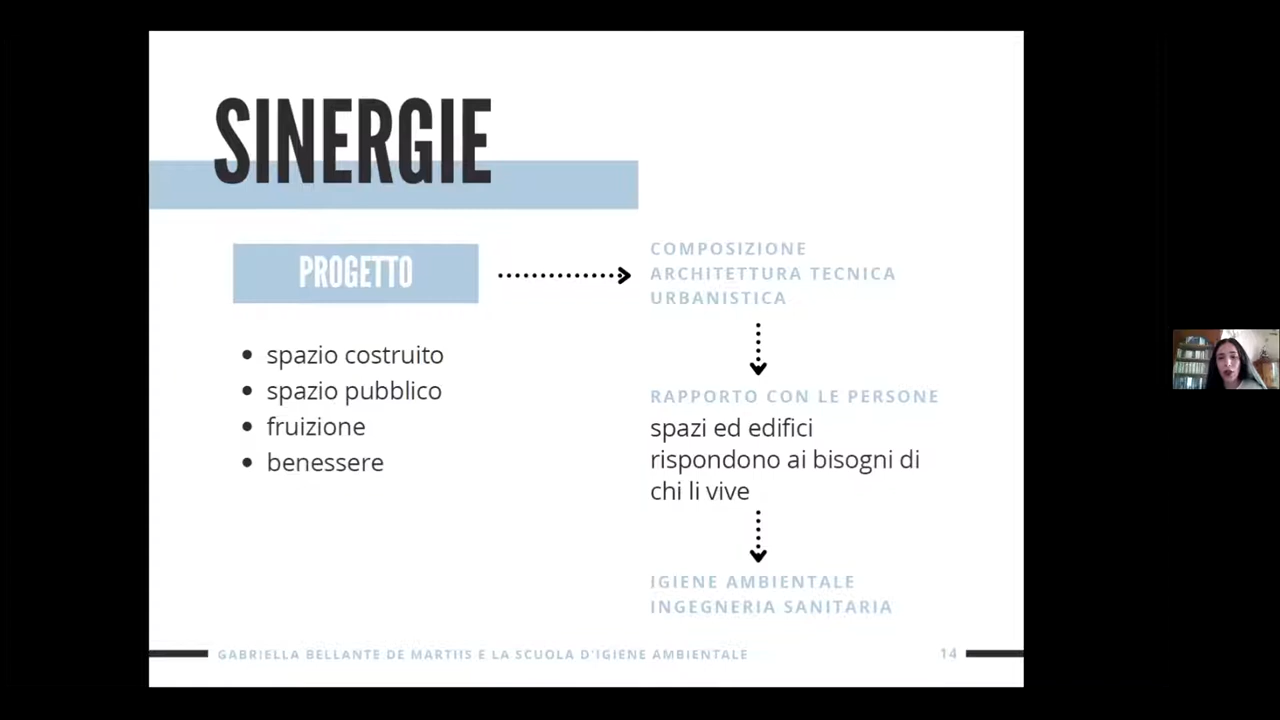 SINERGIE
PROGETTO
spazio costruito
spazio pubblico
fruizione
benessere
COMPOSIZIONE
ARCHITETTURA TECNICA
URBANISTICA
RAPPORTO CON LE PERSONE
spazi ed edifici
rispondono ai bisogni di
chi li vive
IGIENE AMBIENTALE
INGEGNERIA SANITARIA
GABRIELLA BELLANTE DE MARTIIS E LA SCUOLA D'IGIENE AMBIENTALE
14